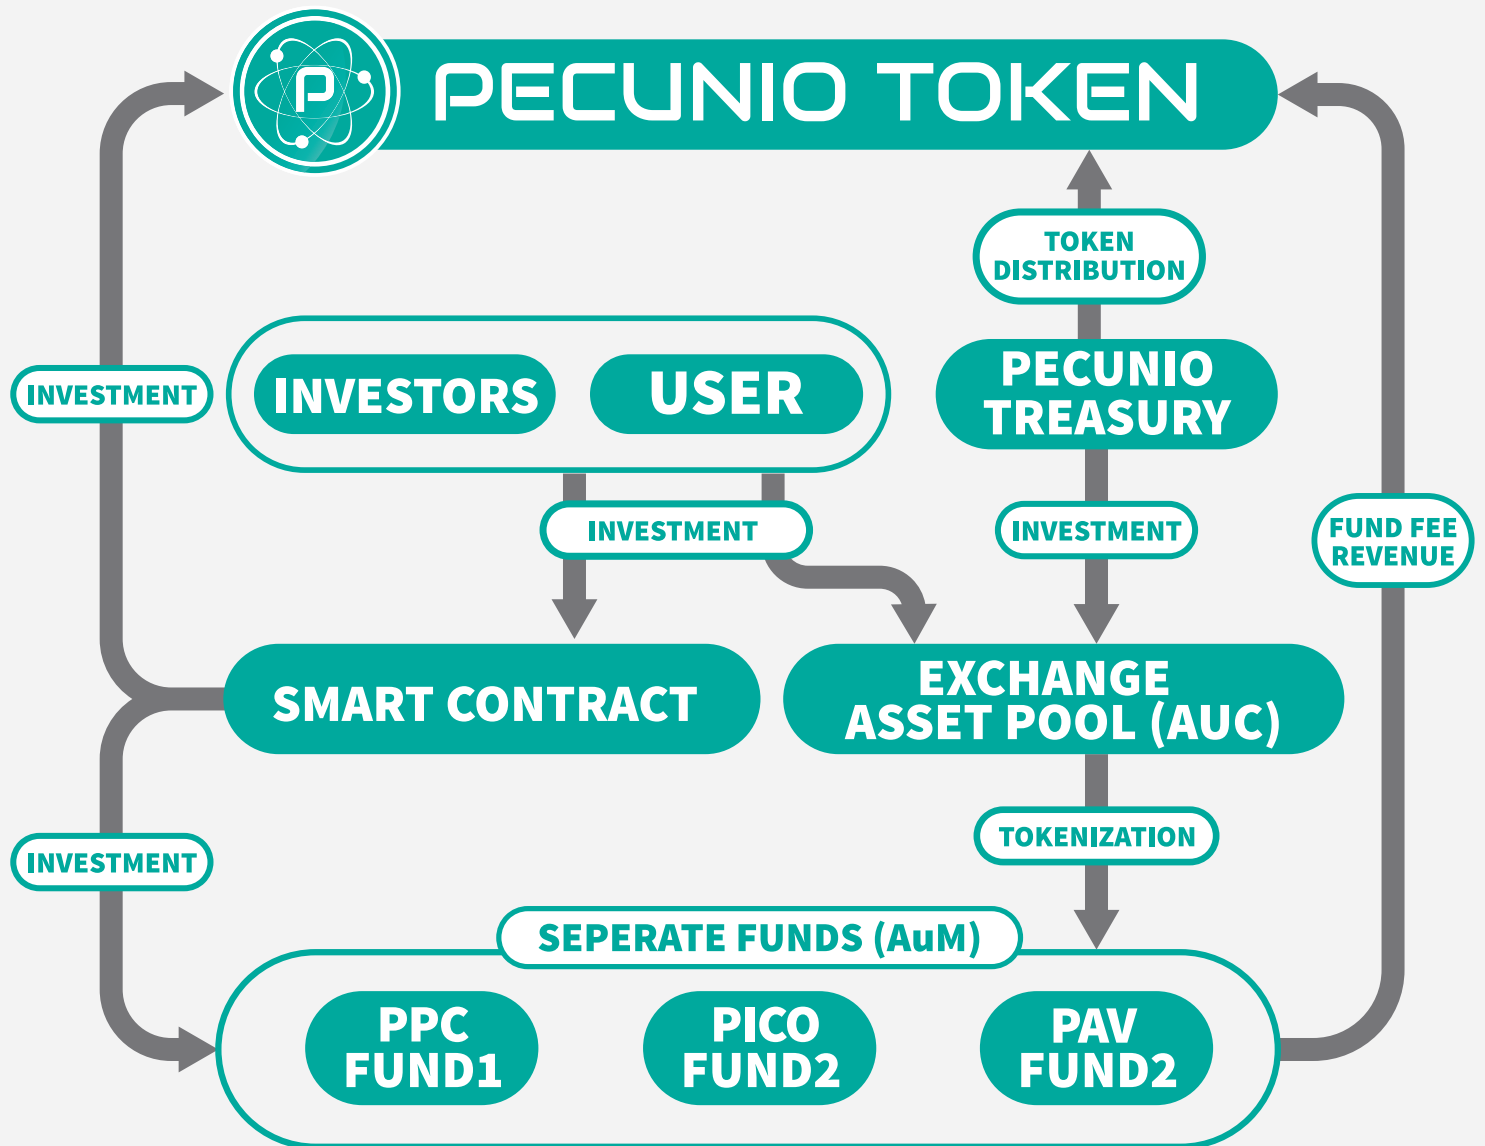 P
PECUNIO TOKEN
TOKEN
DISTRIBUTION
INVESTMENT
INVESTORS
USER
PECUNIO
TREASURY
INVESTMENT
INVESTMENT
FUND FEE
REVENUE
SMART CONTRACT
EXCHANGE
ASSET POOL (AUC)
TOKENIZATION
INVESTMENT
SEPERATE FUNDS (AuM)
PPC
FUND1
PICO
FUND2
PAV
FUND2